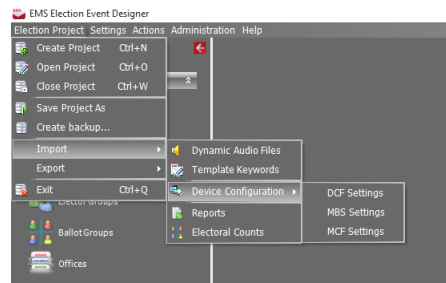 EMS Election Event Designer
Election Project Settings Actions Administration Help
Create Project Ctrl+N
Open Project Ctrl+O
Close Project Ctrl+W
Save Project As
Create backup...
Import
Export
Exit Ctrl+Q
Dynamic Audio Files
Template Keywords
Device Configuration
Reports
Electoral Counts
DCF Settings
MBS Settings
MCF Settings
Elector Groups
BallotGroups
Offices